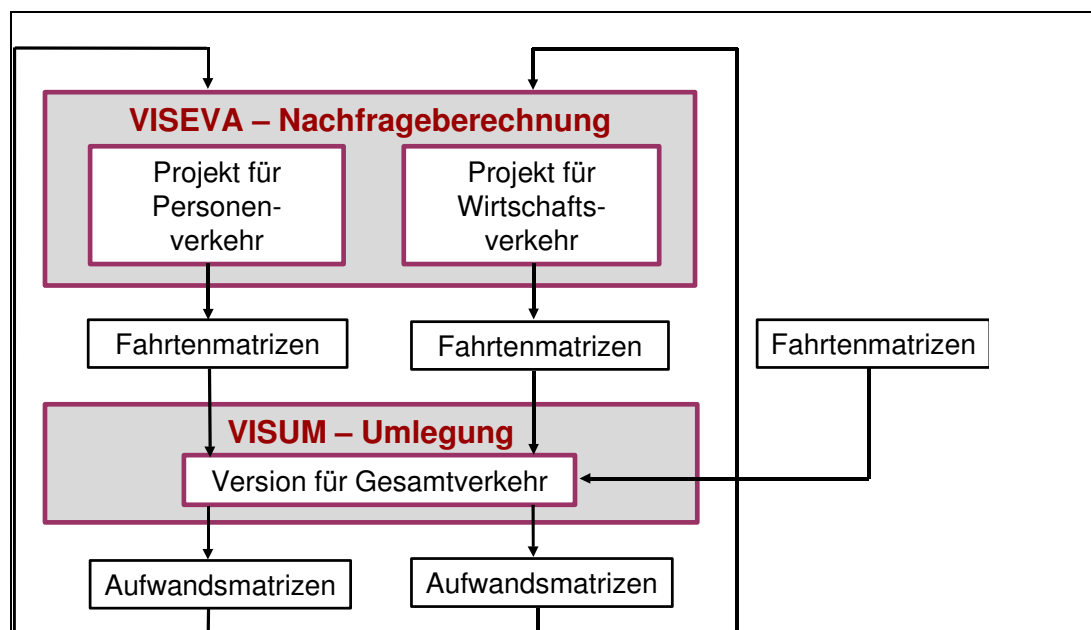 VISEVA – Nachfrageberechnung
Projekt für
Personen-
verkehr
Projekt für
Wirtschafts-
verkehr
Fahrtenmatrizen
Fahrtenmatrizen
Fahrtenmatrizen
VISUM – Umlegung
Version für Gesamtverkehr
Aufwandsmatrizen
Aufwandsmatrizen